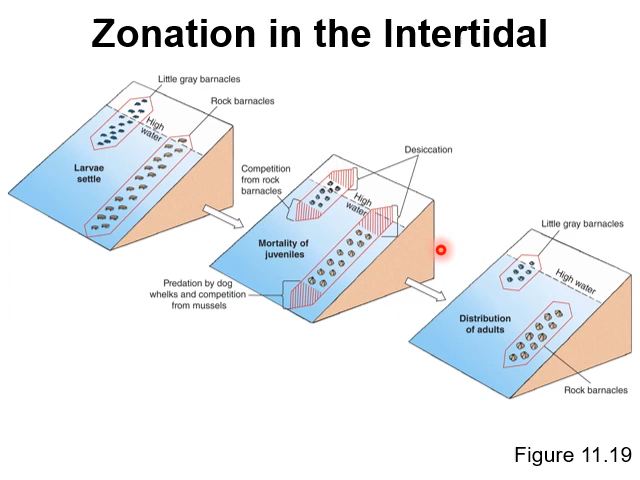 Zonation in the Intertidal
Little gray barnacles
Rock barnacles
High
water
Larvae
settle
Desiccation
Competition
from rock
barnacles
High
water
Mortality of
juveniles
Predation by dog
whelks and competition
from mussels
Little gray barnacles
High water
Distribution
of adults
Rock barnacles
Figure 11.19